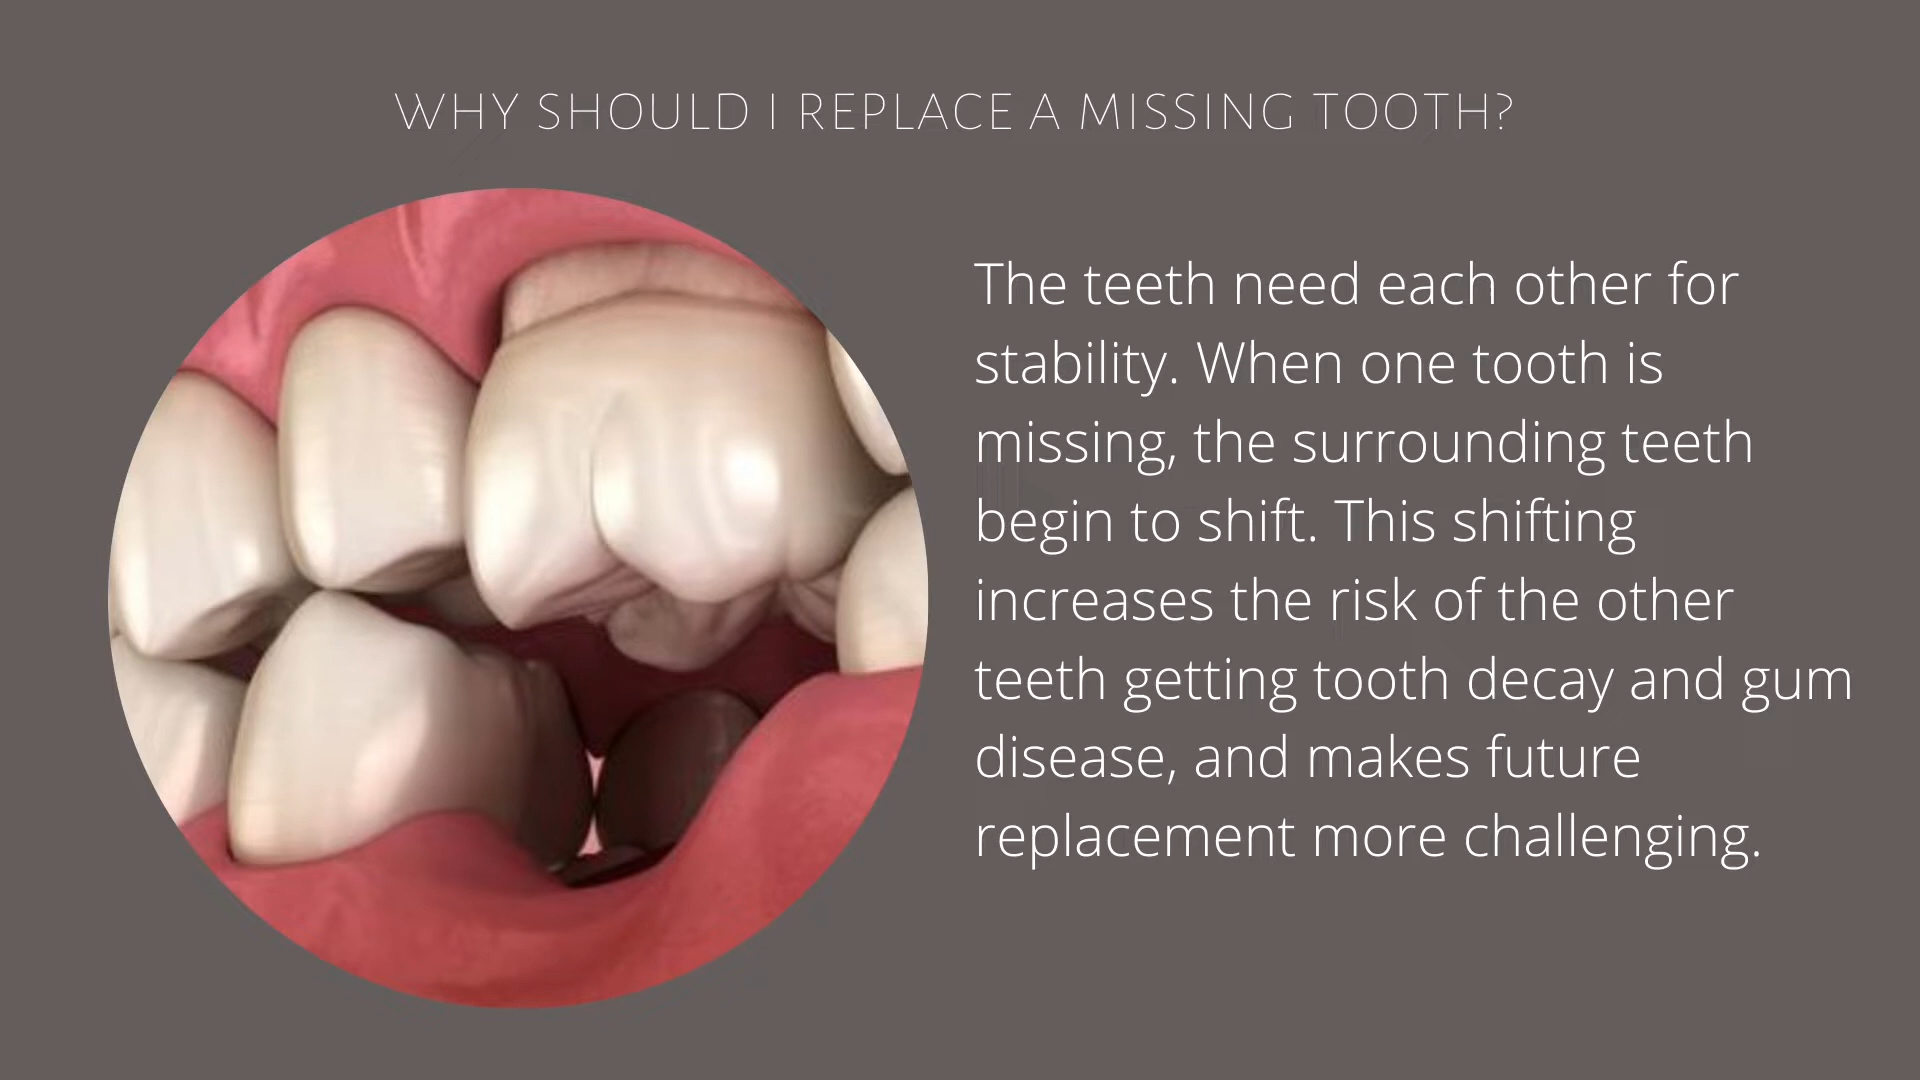 WHY SHOULD I REPLACE A MISSING TOOTH?
The teeth need each other for
stability. When one tooth is
missing, the surrounding teeth
begin to shift. This shifting
increases the risk of the other
teeth getting tooth decay and gum
disease, and makes future
replacement more challenging.